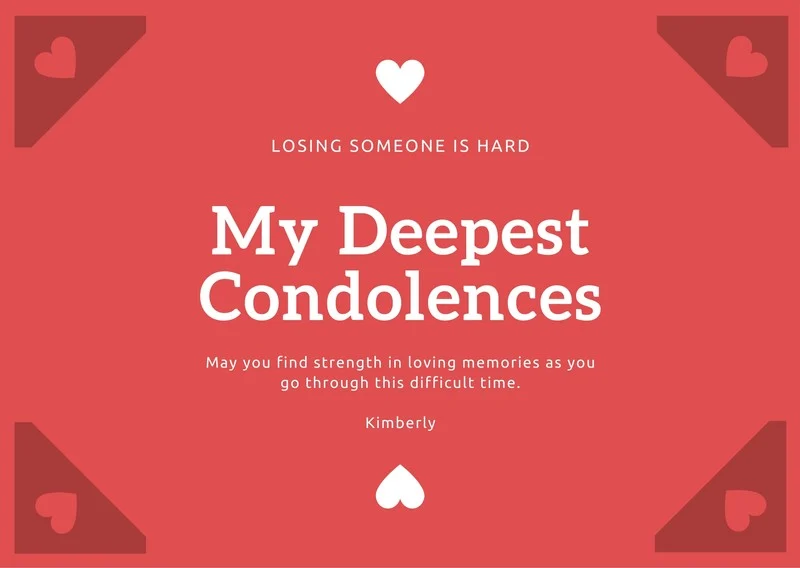 LOSING SOMEONE IS HARD
My Deepest
Condolences
May you find strength in loving memories as you
go through this difficult time.
Kimberly